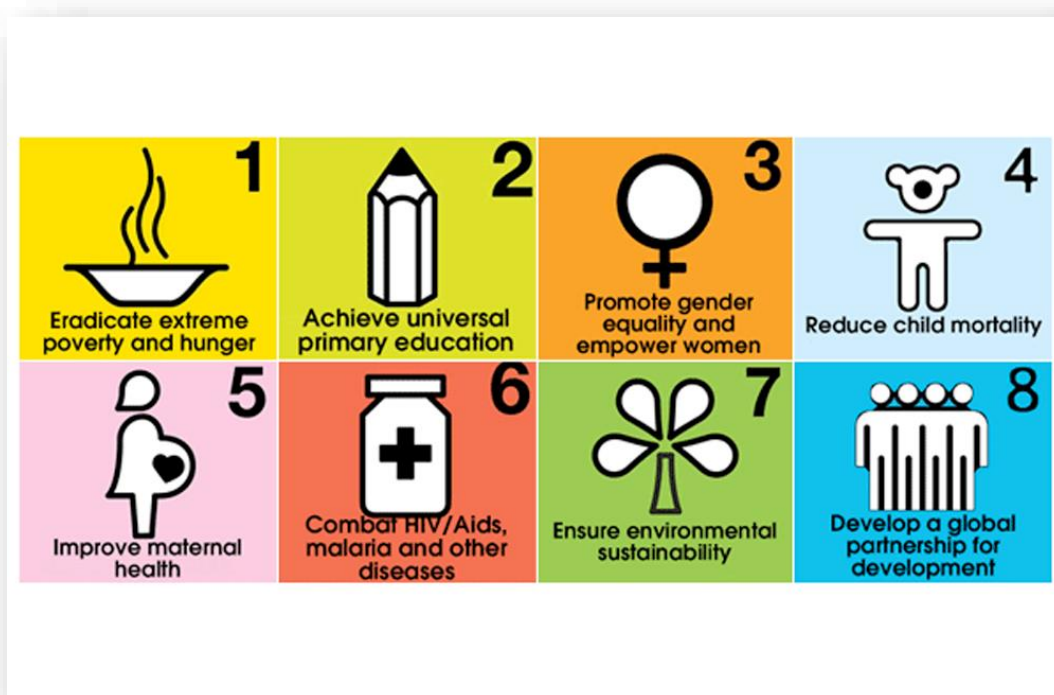 1
Eradicate extreme
poverty and hunger
2
Achieve universal
primary education
3
Promote gender
equality and
empower women
4
Reduce child mortality
5
Improve maternal
health
6
Combat HIV/Aids,
malaria and other
diseases
7
Ensure environmental
sustainability
8
Develop a global
partnership for
development